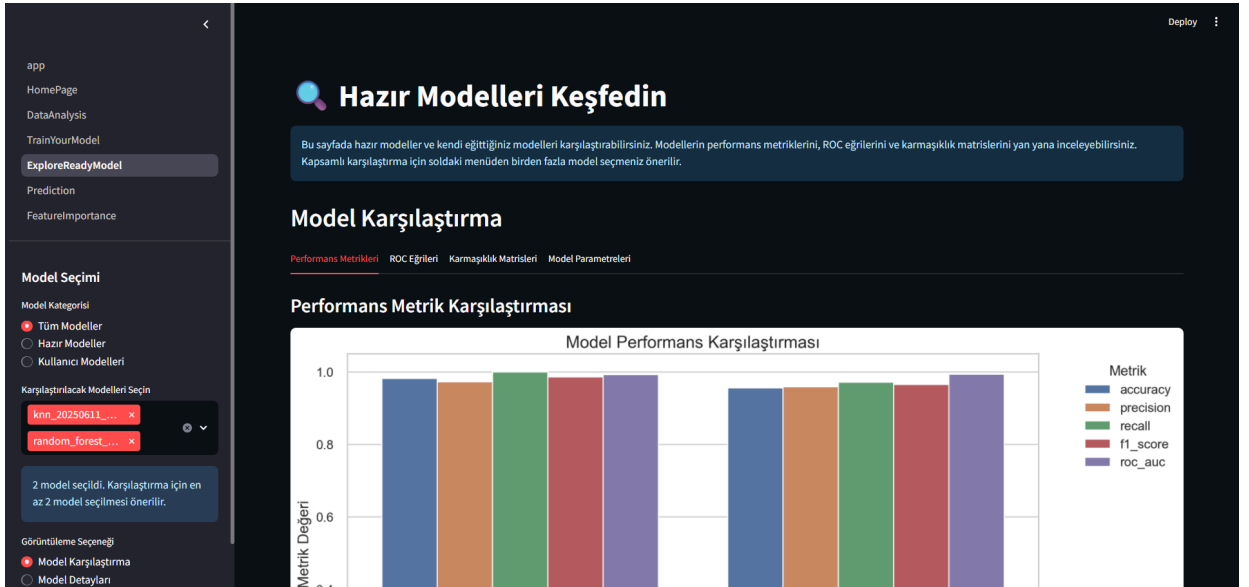 Deploy
app
HomePage
DataAnalysis
TrainYourModel
ExploreReadyModel
Prediction
FeatureImportance
Model Seçimi
Model Kategorisi
Tüm Modeller
Hazır Modeller
Kullanıcı Modelleri
Karşılaştırılacak Modelleri Seçin
knn_20250611_... ×
random_forest_... ×
2 model seçildi. Karşılaştırma için en
az 2 model seçilmesi önerilir.
Görüntüleme Seçeneği
Model Karşılaştırma
Model Detayları
Hazır Modelleri Keşfedin
Bu sayfada hazır modeller ve kendi eğittiğiniz modelleri karşılaştırabilirsiniz. Modellerin performans metriklerini, ROC eğrilerini ve karmaşıklık matrislerini yan yana inceleyebilirsiniz.
Kapsamlı karşılaştırma için soldaki menüden birden fazla model seçmeniz önerilir.
Model Karşılaştırma
Performans Metrikleri ROC Eğrileri Karmaşıklık Matrisleri Model Parametreleri
Performans Metrik Karşılaştırması
Model Performans Karşılaştırması
1.0
0.8
0.6
Metrik Değeri
Metrik
accuracy
precision
recall
f1_score
roc_auc